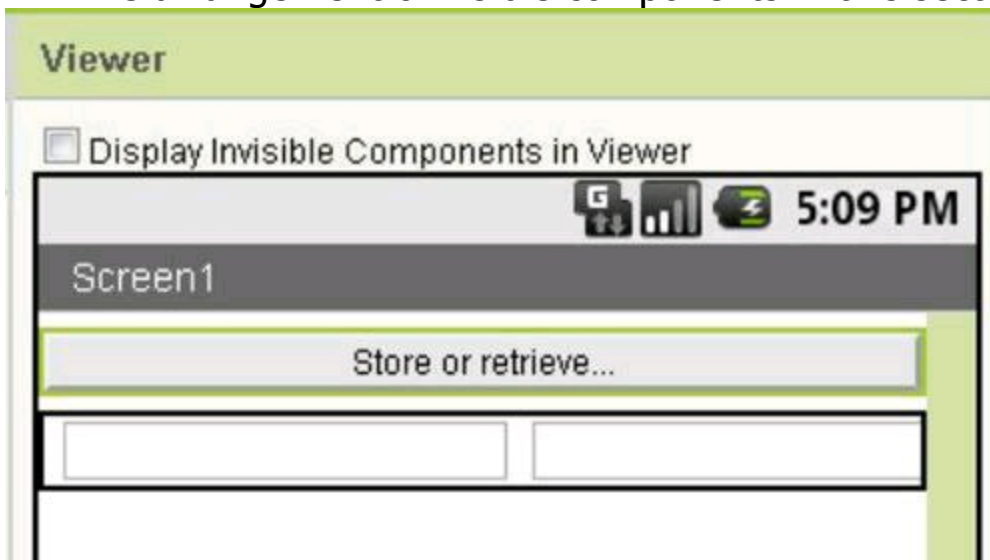 Viewer
Display Invisible Components in Viewer
G 5:09 PM
Screen1
Store or retrieve...